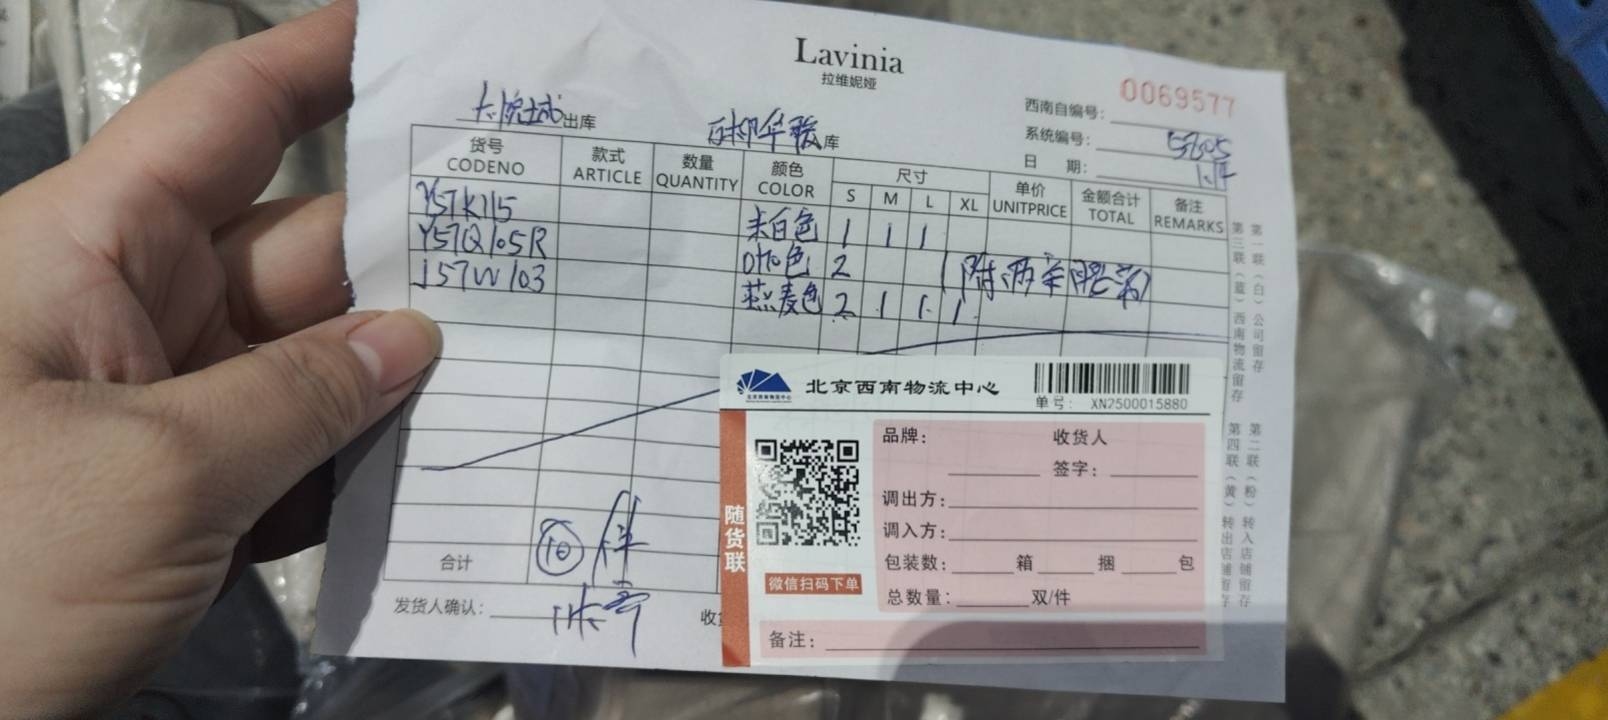 Lavinia
拉维妮娅
0069577
西南自编号：
系统编号： 5605
日 期：
出库
百柳华骏库
货号 款式 数量 颜色 尺寸 单价 金额合计 备注
CODENO ARTICLE QUANTITY COLOR S M L XL UNITPRICE TOTAL REMARKS
Y57K115 米白色 1 1 1
Y57Q105R 咖色 2
J57W103 燕麦色 2 1 1 1
合计 ⑩件
发货人确认：
第一联（白）公司留存
第三联（蓝）西南物流留存
第二联（粉）转入店铺留存
第四联（黄）转出店铺留存
北京西南物流中心
单号： XN2500015880
随货联
微信扫码下单
品牌： 收货人
签字：
调出方：
调入方：
包装数： 箱 捆 包
总数量： 双/件
备注：